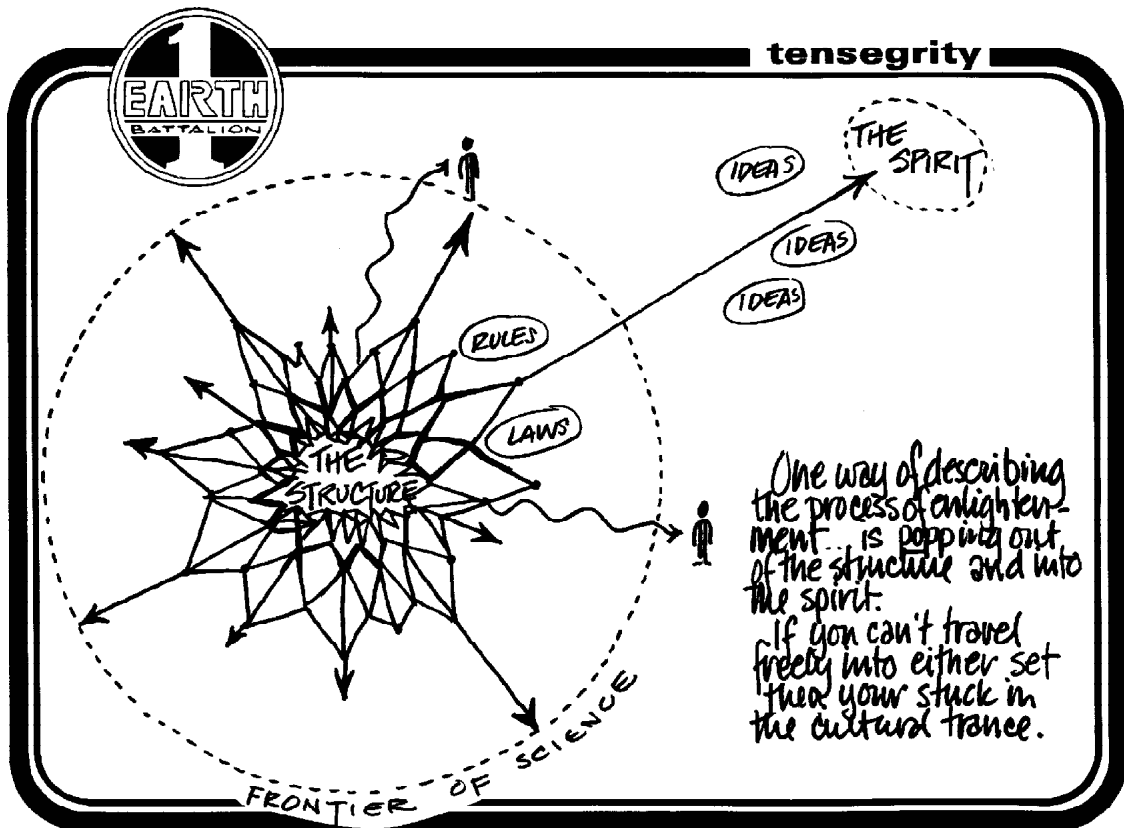 tensegrity
1
EARTH
BATTALION
THE
SPIRIT
IDEAS
IDEAS
IDEAS
RULES
LAWS
THE
STRUCTURE
One way of describing
the process of enlighten-
ment... is popping out
of the structure and into
the spirit.
If you can't travel
freely into either set
then your stuck in
the cultural trance.
FRONTIER OF SCIENCE